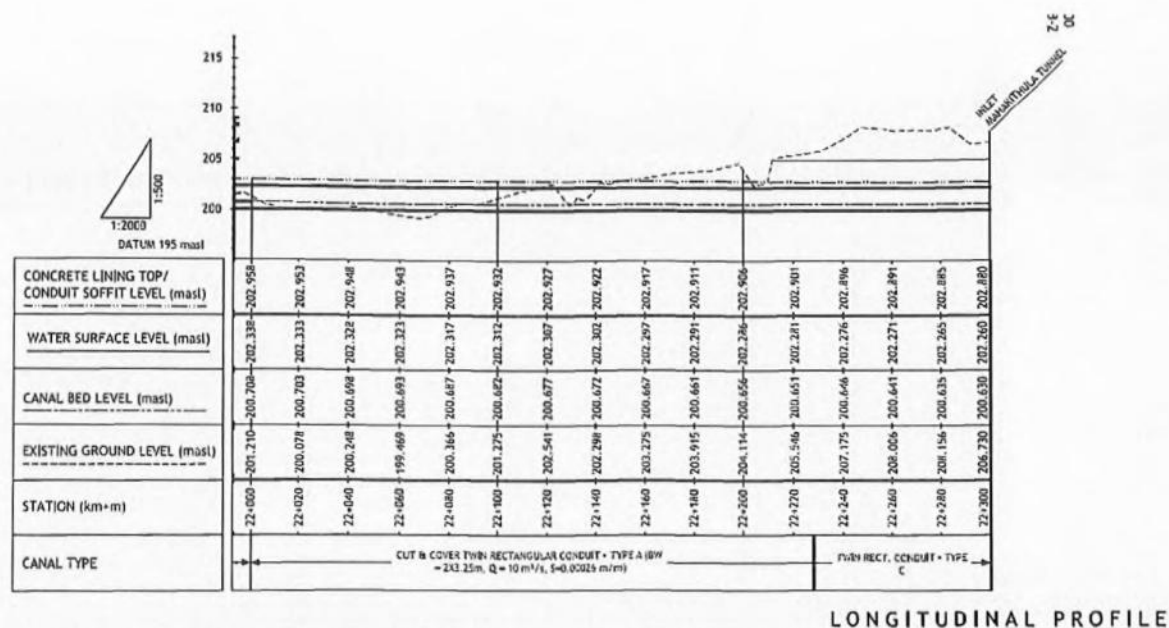 30
3-2
INLET
MAHAKITHULA TUNNEL
215
210
205
200
1:500
1:2000
DATUM 195 masl
CONCRETE LINING TOP/
CONDUIT SOFFIT LEVEL (masl)
202.958 202.953 202.948 202.943 202.937 202.932 202.927 202.922 202.917 202.911 202.906 202.901 202.896 202.891 202.885 202.880
WATER SURFACE LEVEL (masl)
202.338 202.333 202.328 202.323 202.317 202.312 202.307 202.302 202.297 202.291 202.286 202.281 202.276 202.271 202.265 202.260
CANAL BED LEVEL (masl)
200.708 200.703 200.698 200.693 200.687 200.682 200.677 200.672 200.667 200.661 200.656 200.651 200.646 200.641 200.635 200.630
EXISTING GROUND LEVEL (masl)
201.210 200.078 200.248 199.469 200.366 201.275 202.541 202.298 203.275 203.915 204.114 205.546 207.175 208.006 208.156 206.730
STATION (km+m)
22+000 22+020 22+040 22+060 22+080 22+100 22+120 22+140 22+160 22+180 22+200 22+220 22+240 22+260 22+280 22+300
CANAL TYPE
CUT & COVER TWIN RECTANGULAR CONDUIT - TYPE A (BW
= 2X3.25m, Q = 10 m³/s, S=0.00026 m/m)
TWIN RECT. CONDUIT - TYPE
C
LONGITUDINAL PROFILE